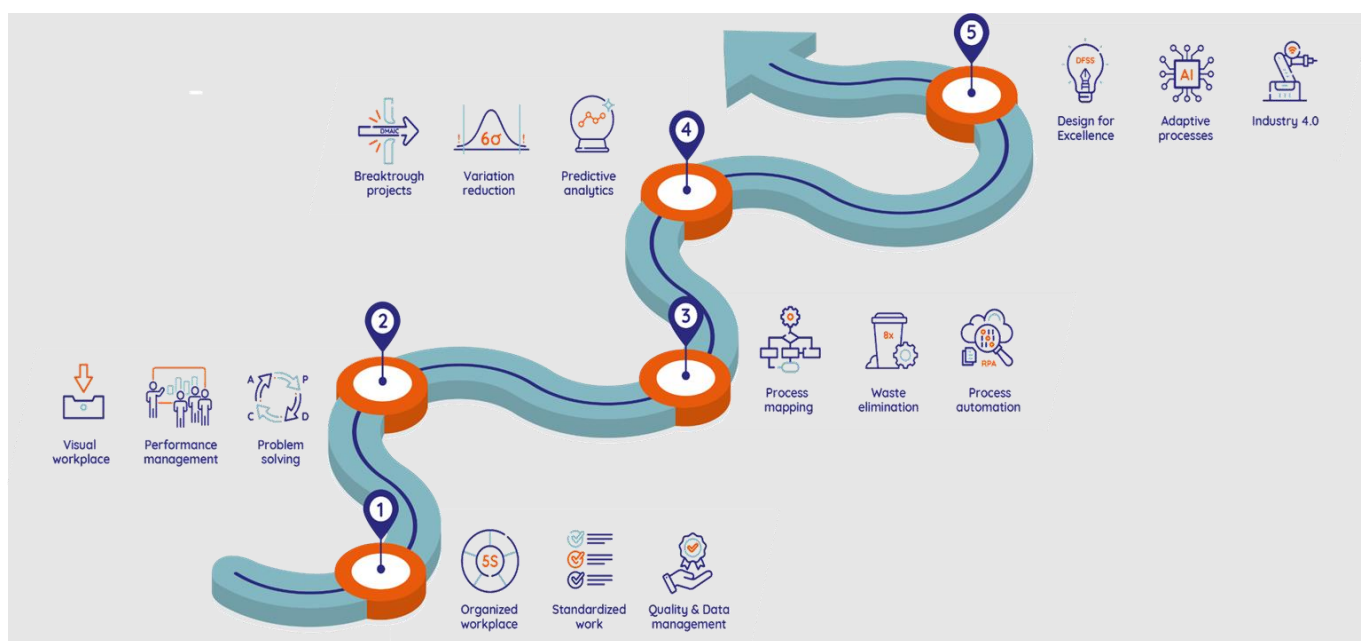 5
DFSS
AI
Design for
Excellence
Adaptive
processes
Industry 4.0
DMAIC
! 6σ !
4
Breaktrough
projects
Variation
reduction
Predictive
analytics
2
3
8x
RPA
Process
mapping
Waste
elimination
Process
automation
A P
C D
Visual
workplace
Performance
management
Problem
solving
1
5S
Organized
workplace
Standardized
work
Quality & Data
management